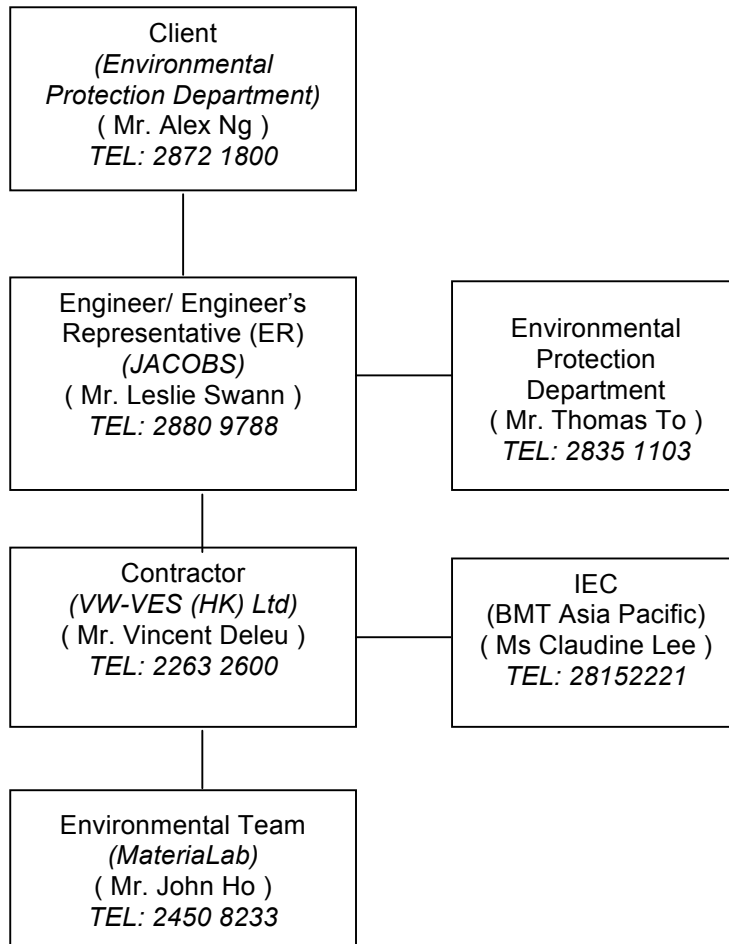 Client
(Environmental
Protection Department)
( Mr. Alex Ng )
TEL: 2872 1800
Engineer/ Engineer’s
Representative (ER)
(JACOBS)
( Mr. Leslie Swann )
TEL: 2880 9788
Environmental
Protection
Department
( Mr. Thomas To )
TEL: 2835 1103
Contractor
(VW-VES (HK) Ltd)
( Mr. Vincent Deleu )
TEL: 2263 2600
IEC
(BMT Asia Pacific)
( Ms Claudine Lee )
TEL: 28152221
Environmental Team
(MateriaLab)
( Mr. John Ho )
TEL: 2450 8233